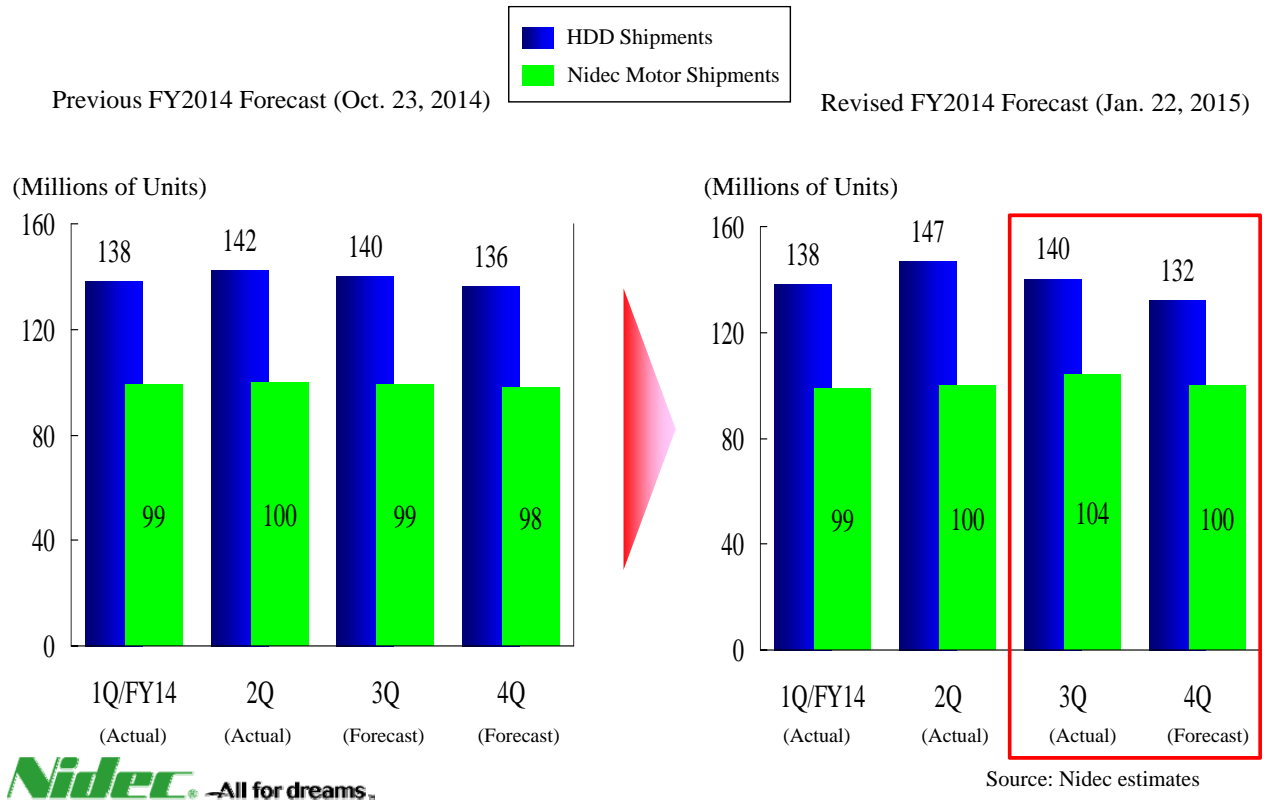 HDD Shipments
Nidec Motor Shipments
Previous FY2014 Forecast (Oct. 23, 2014)
Revised FY2014 Forecast (Jan. 22, 2015)
(Millions of Units)
160
120
80
40
0
138
142
140
136
99
100
99
98
1Q/FY14
2Q
3Q
4Q
(Actual)
(Actual)
(Forecast)
(Forecast)
(Millions of Units)
160
120
80
40
0
138
147
140
132
99
100
104
100
1Q/FY14
2Q
3Q
4Q
(Actual)
(Actual)
(Actual)
(Forecast)
Nidec® All for dreams™
Source: Nidec estimates